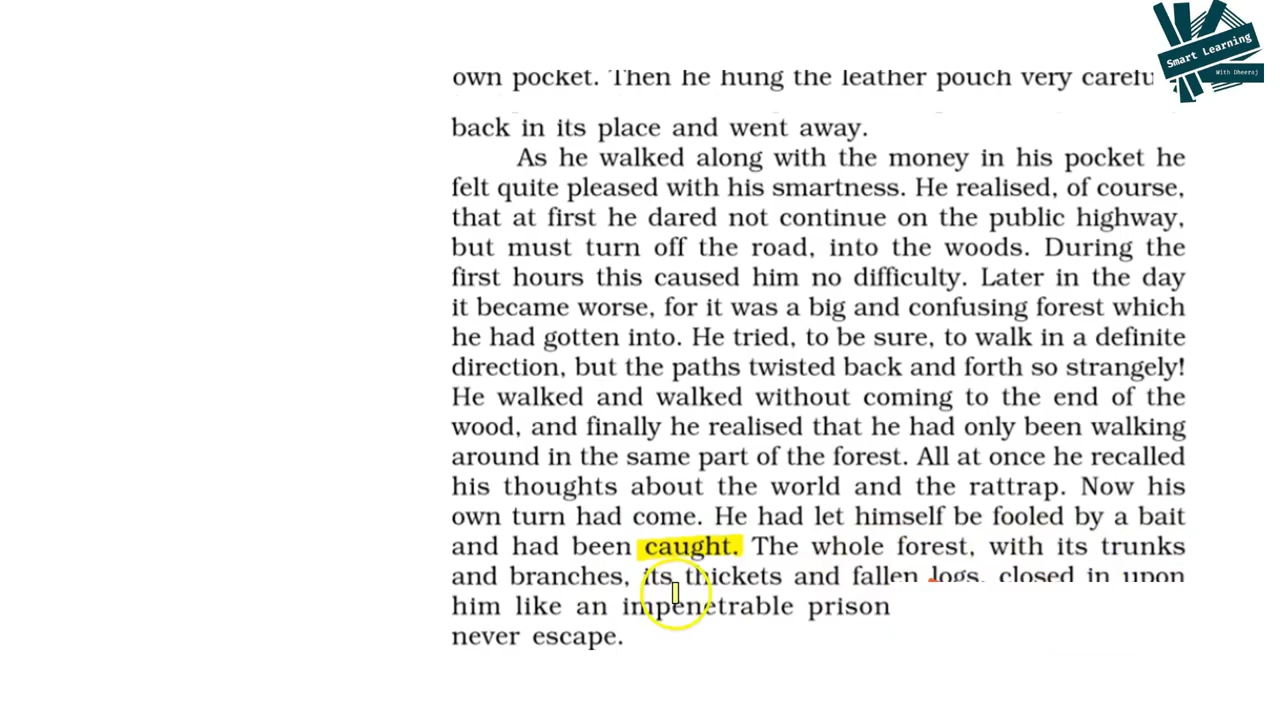 Smart Learning
With Dheeraj
own pocket. Then he hung the leather pouch very carefu
back in its place and went away.
As he walked along with the money in his pocket he
felt quite pleased with his smartness. He realised, of course,
that at first he dared not continue on the public highway,
but must turn off the road, into the woods. During the
first hours this caused him no difficulty. Later in the day
it became worse, for it was a big and confusing forest which
he had gotten into. He tried, to be sure, to walk in a definite
direction, but the paths twisted back and forth so strangely!
He walked and walked without coming to the end of the
wood, and finally he realised that he had only been walking
around in the same part of the forest. All at once he recalled
his thoughts about the world and the rattrap. Now his
own turn had come. He had let himself be fooled by a bait
and had been caught. The whole forest, with its trunks
and branches, its thickets and fallen logs, closed in upon
him like an impenetrable prison
never escape.